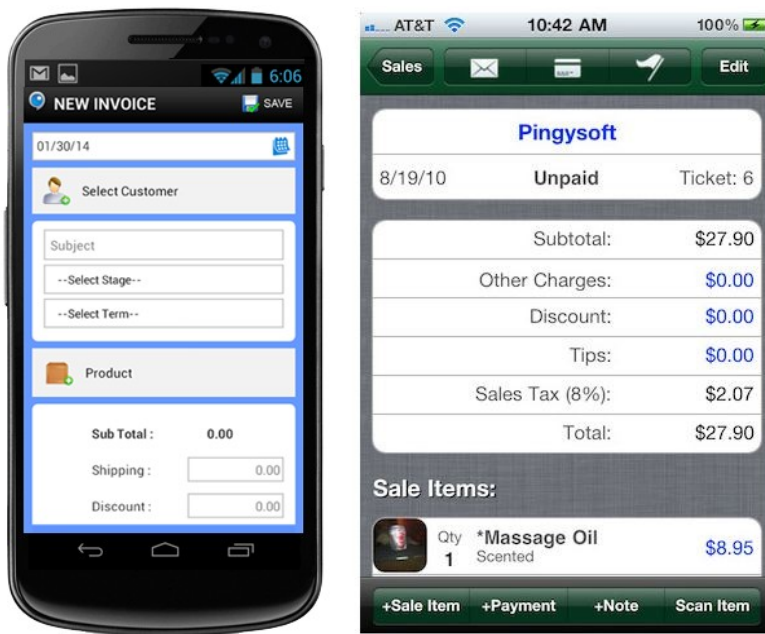 6:06
NEW INVOICE
SAVE
01/30/14
Select Customer
Subject
--Select Stage--
--Select Term--
Product
Sub Total : 0.00
Shipping : 0.00
Discount : 0.00
AT&T 10:42 AM 100%
Sales Edit
Pingysoft
8/19/10 Unpaid Ticket: 6
Subtotal: $27.90
Other Charges: $0.00
Discount: $0.00
Tips: $0.00
Sales Tax (8%): $2.07
Total: $27.90
Sale Items:
Qty *Massage Oil
1 Scented $8.95
+Sale Item +Payment +Note Scan Item